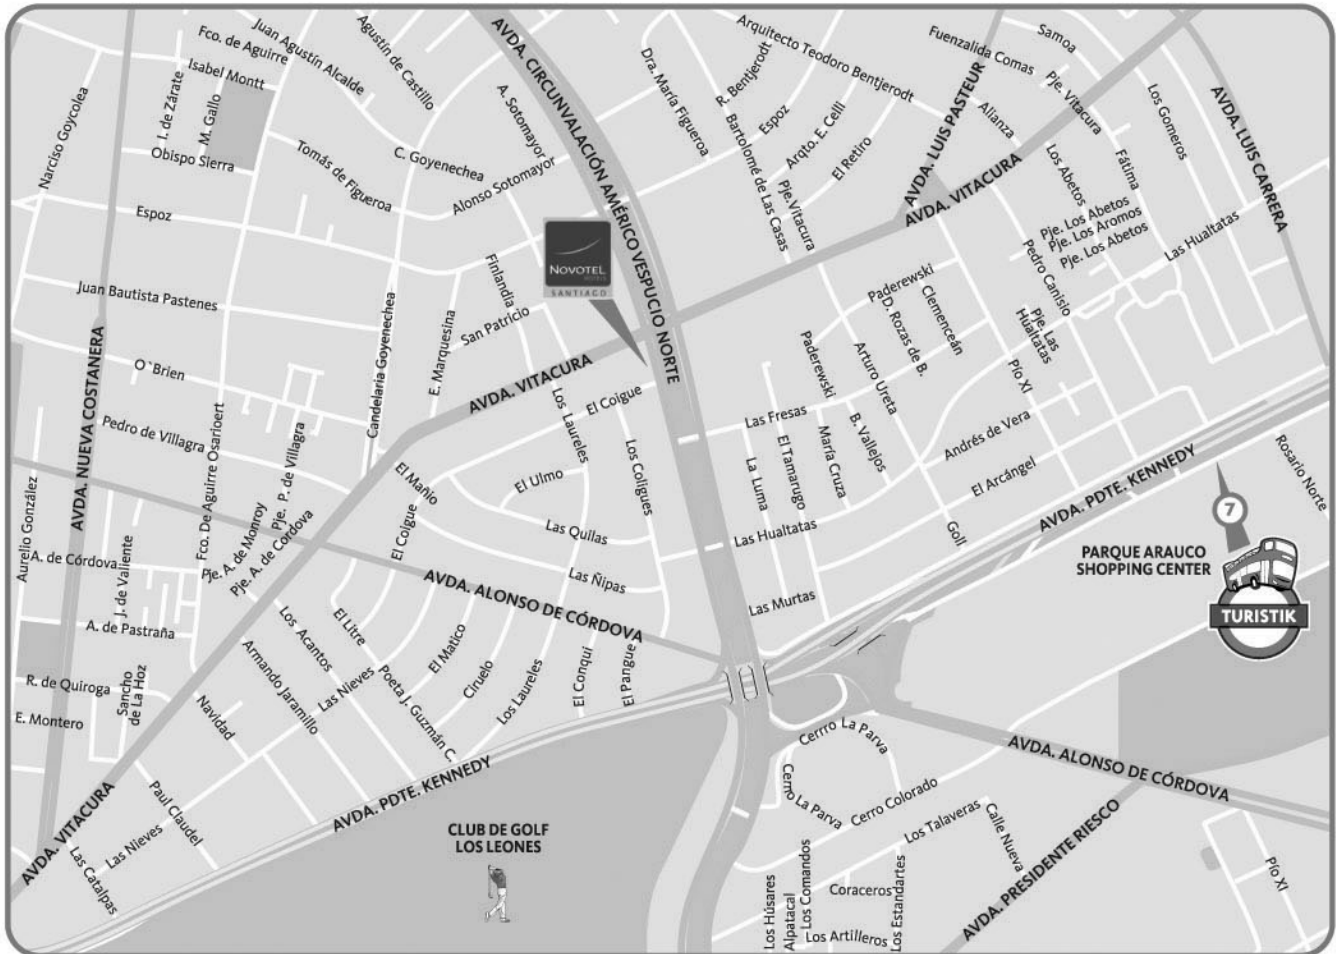 Narciso Goycolea
Fco. de Aguirre
Juan Agustín Alcalde
Agustín de Castillo
Isabel Montt
J. de Zárate
M. Gallo
Obispo Sierra
Tomás de Figueroa
C. Goyenechea
A. Sotomayor
Alonso Sotomayor
Espoz
AVDA. CIRCUNVALACIÓN AMÉRICO VESPUCIO NORTE
Dra. María Figueroa
R. Bentjerodt
Arquitecto Teodoro Bentjerodt
Bartolomé de Las Casas
Espoz
Arqto. E. Celli
El Retiro
Pje. Vitacura
Fuenzalida Comas
Samoa
AVDA. LUIS PASTEUR
Alianza
Pje. Vitacura
Los Gomeros
AVDA. LUIS CARRERA
AVDA. VITACURA
Los Abetos
Fátima
Pje. Los Abetos
Pje. Los Aromos
Pje. Los Abetos
Pedro Canisio
Las Hualtatas
Pje. Las
Hualtatas
NOVOTEL
SANTIAGO
Juan Bautista Pastenes
Finlandia
San Patricio
E. Marquesina
Candelaria Goyenechea
AVDA. VITACURA
O`Brien
AVDA. NUEVA COSTANERA
Pedro de Villagra
Fco. De Aguirre Osarioert
Pje. P. de Villagra
Pje. A. de Monroy
Pje. A. de Cordova
Aurelio González
A. de Córdova
J. de Valiente
A. de Pastraña
R. de Quiroga
Sancho
de La Hoz
E. Montero
El Mañio
El Coigue
El Coigue
Los Laureles
El Ulmo
Los Coligues
Las Quilas
Las Ñipas
AVDA. ALONSO DE CÓRDOVA
Paderewski
Clemenceán
D. Rozas de B.
Paderewski
Arturo Ureta
Pío XI
Las Fresas
B. Vallejos
María Cruza
El Tamarugo
La Luma
Andrés de Vera
El Arcángel
Las Hualtatas
Golf
Las Murtas
AVDA. PDTE. KENNEDY
Rosario Norte
7
PARQUE ARAUCO
SHOPPING CENTER
TURISTIK
Los Acantos
El Litre
Armando Jaramillo
Las Nieves
Poeta J. Guzmán C.
El Matico
Ciruelo
Los Laureles
El Conqui
El Pangue
Navidad
AVDA. PDTE. KENNEDY
AVDA. VITACURA
Paul Claudel
Las Nieves
Las Catalpas
CLUB DE GOLF
LOS LEONES
Cerrro La Parva
Cerro La Parva
Cerro Colorado
AVDA. ALONSO DE CÓRDOVA
Los Talaveras
Calle Nueva
AVDA. PRESIDENTE RIESCO
Pío XI
Los Húsares
Alpatacal
Los Comandos
Coraceros
Los Estandartes
Los Artilleros